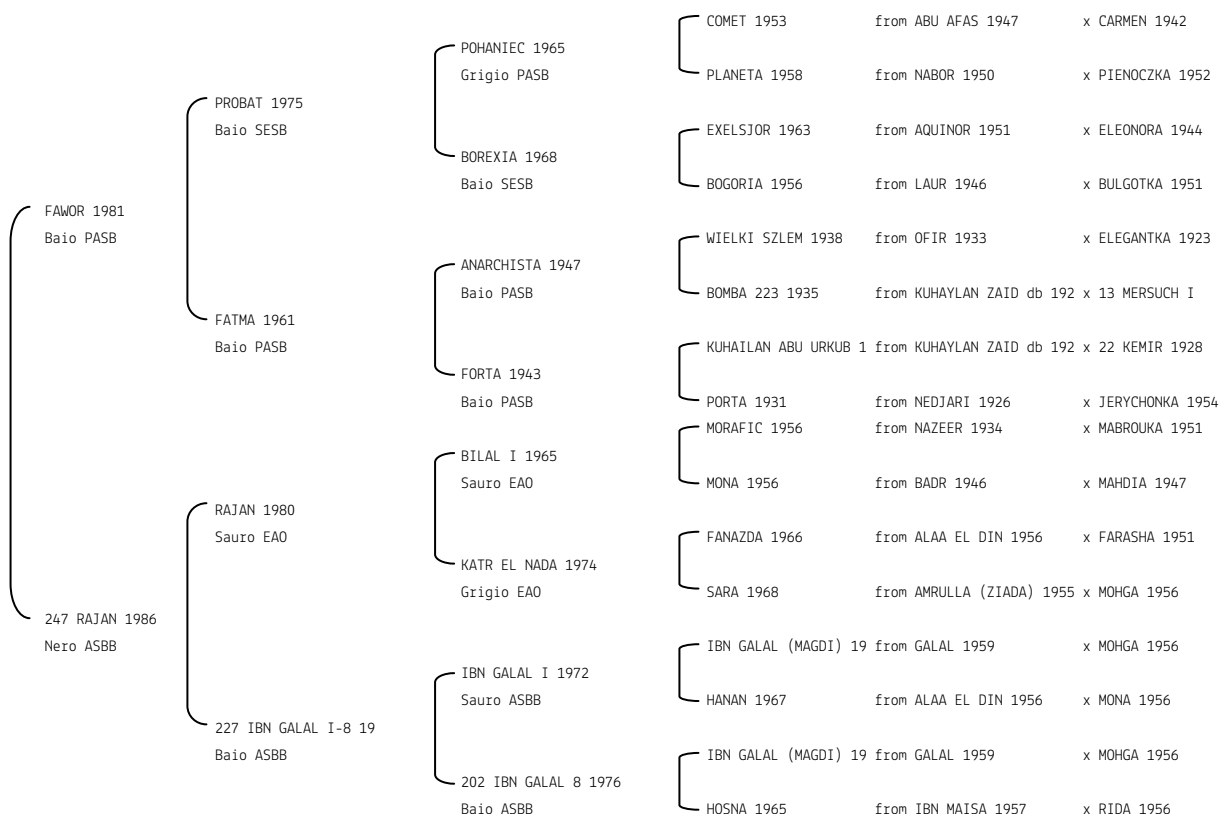 COMET 1953 from ABU AFAS 1947 x CARMEN 1942
POHANIEC 1965
Grigio PASB PLANETA 1958 from NABOR 1950 x PIENOCZKA 1952
PROBAT 1975
Baio SESB EXELSJOR 1963 from AQUINOR 1951 x ELEONORA 1944
BOREXIA 1968
Baio SESB BOGORIA 1956 from LAUR 1946 x BULGOTKA 1951
FAWOR 1981
Baio PASB WIELKI SZLEM 1938 from OFIR 1933 x ELEGANTKA 1923
ANARCHISTA 1947
Baio PASB BOMBA 223 1935 from KUHAYLAN ZAID db 192 x 13 MERSUCH I
FATMA 1961
Baio PASB KUHAILAN ABU URKUB 1 from KUHAYLAN ZAID db 192 x 22 KEMIR 1928
FORTA 1943
Baio PASB PORTA 1931 from NEDJARI 1926 x JERYCHONKA 1954
MORAFIC 1956 from NAZEER 1934 x MABROUKA 1951
BILAL I 1965
Sauro EAO MONA 1956 from BADR 1946 x MAHDIA 1947
RAJAN 1980
Sauro EAO FANAZDA 1966 from ALAA EL DIN 1956 x FARASHA 1951
KATR EL NADA 1974
Grigio EAO SARA 1968 from AMRULLA (ZIADA) 1955 x MOHGA 1956
247 RAJAN 1986
Nero ASBB IBN GALAL (MAGDI) 19 from GALAL 1959 x MOHGA 1956
IBN GALAL I 1972
Sauro ASBB HANAN 1967 from ALAA EL DIN 1956 x MONA 1956
227 IBN GALAL I-8 19
Baio ASBB IBN GALAL (MAGDI) 19 from GALAL 1959 x MOHGA 1956
202 IBN GALAL 8 1976
Baio ASBB HOSNA 1965 from IBN MAISA 1957 x RIDA 1956